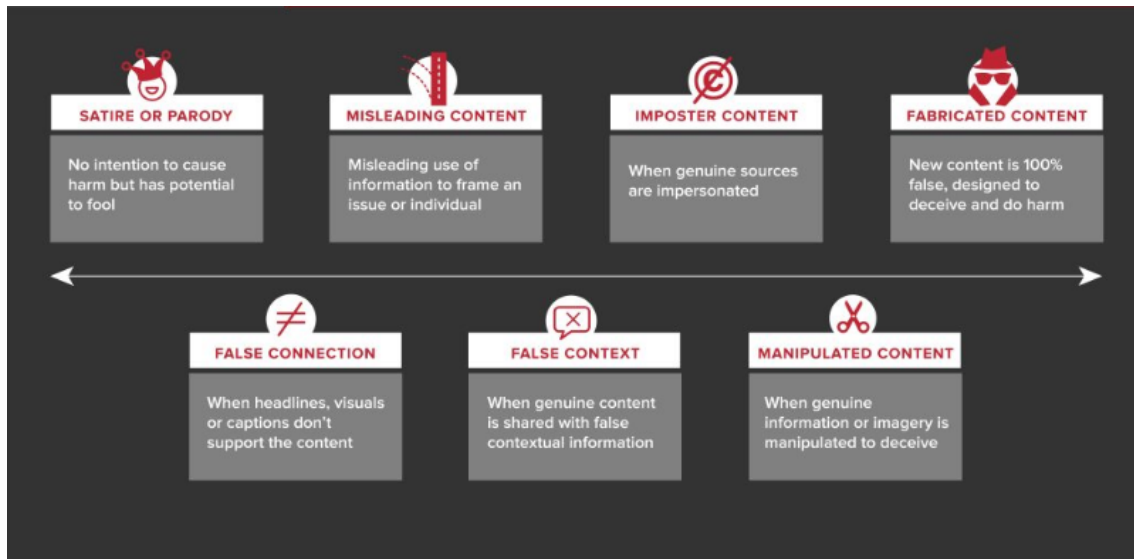 SATIRE OR PARODY
No intention to cause
harm but has potential
to fool
MISLEADING CONTENT
Misleading use of
information to frame an
issue or individual
IMPOSTER CONTENT
When genuine sources
are impersonated
FABRICATED CONTENT
New content is 100%
false, designed to
deceive and do harm
FALSE CONNECTION
When headlines, visuals
or captions don't
support the content
FALSE CONTEXT
When genuine content
is shared with false
contextual information
MANIPULATED CONTENT
When genuine
information or imagery is
manipulated to deceive